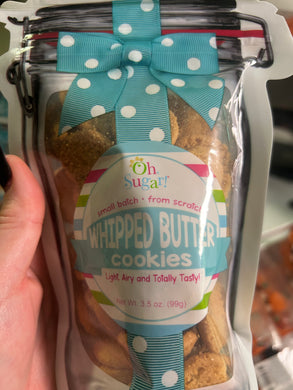 Oh,
Sugar!
small batch • from scratch
WHIPPED BUTTER
cookies
Light, Airy and Totally Tasty!
Net Wt. 3.5 oz. (99g)